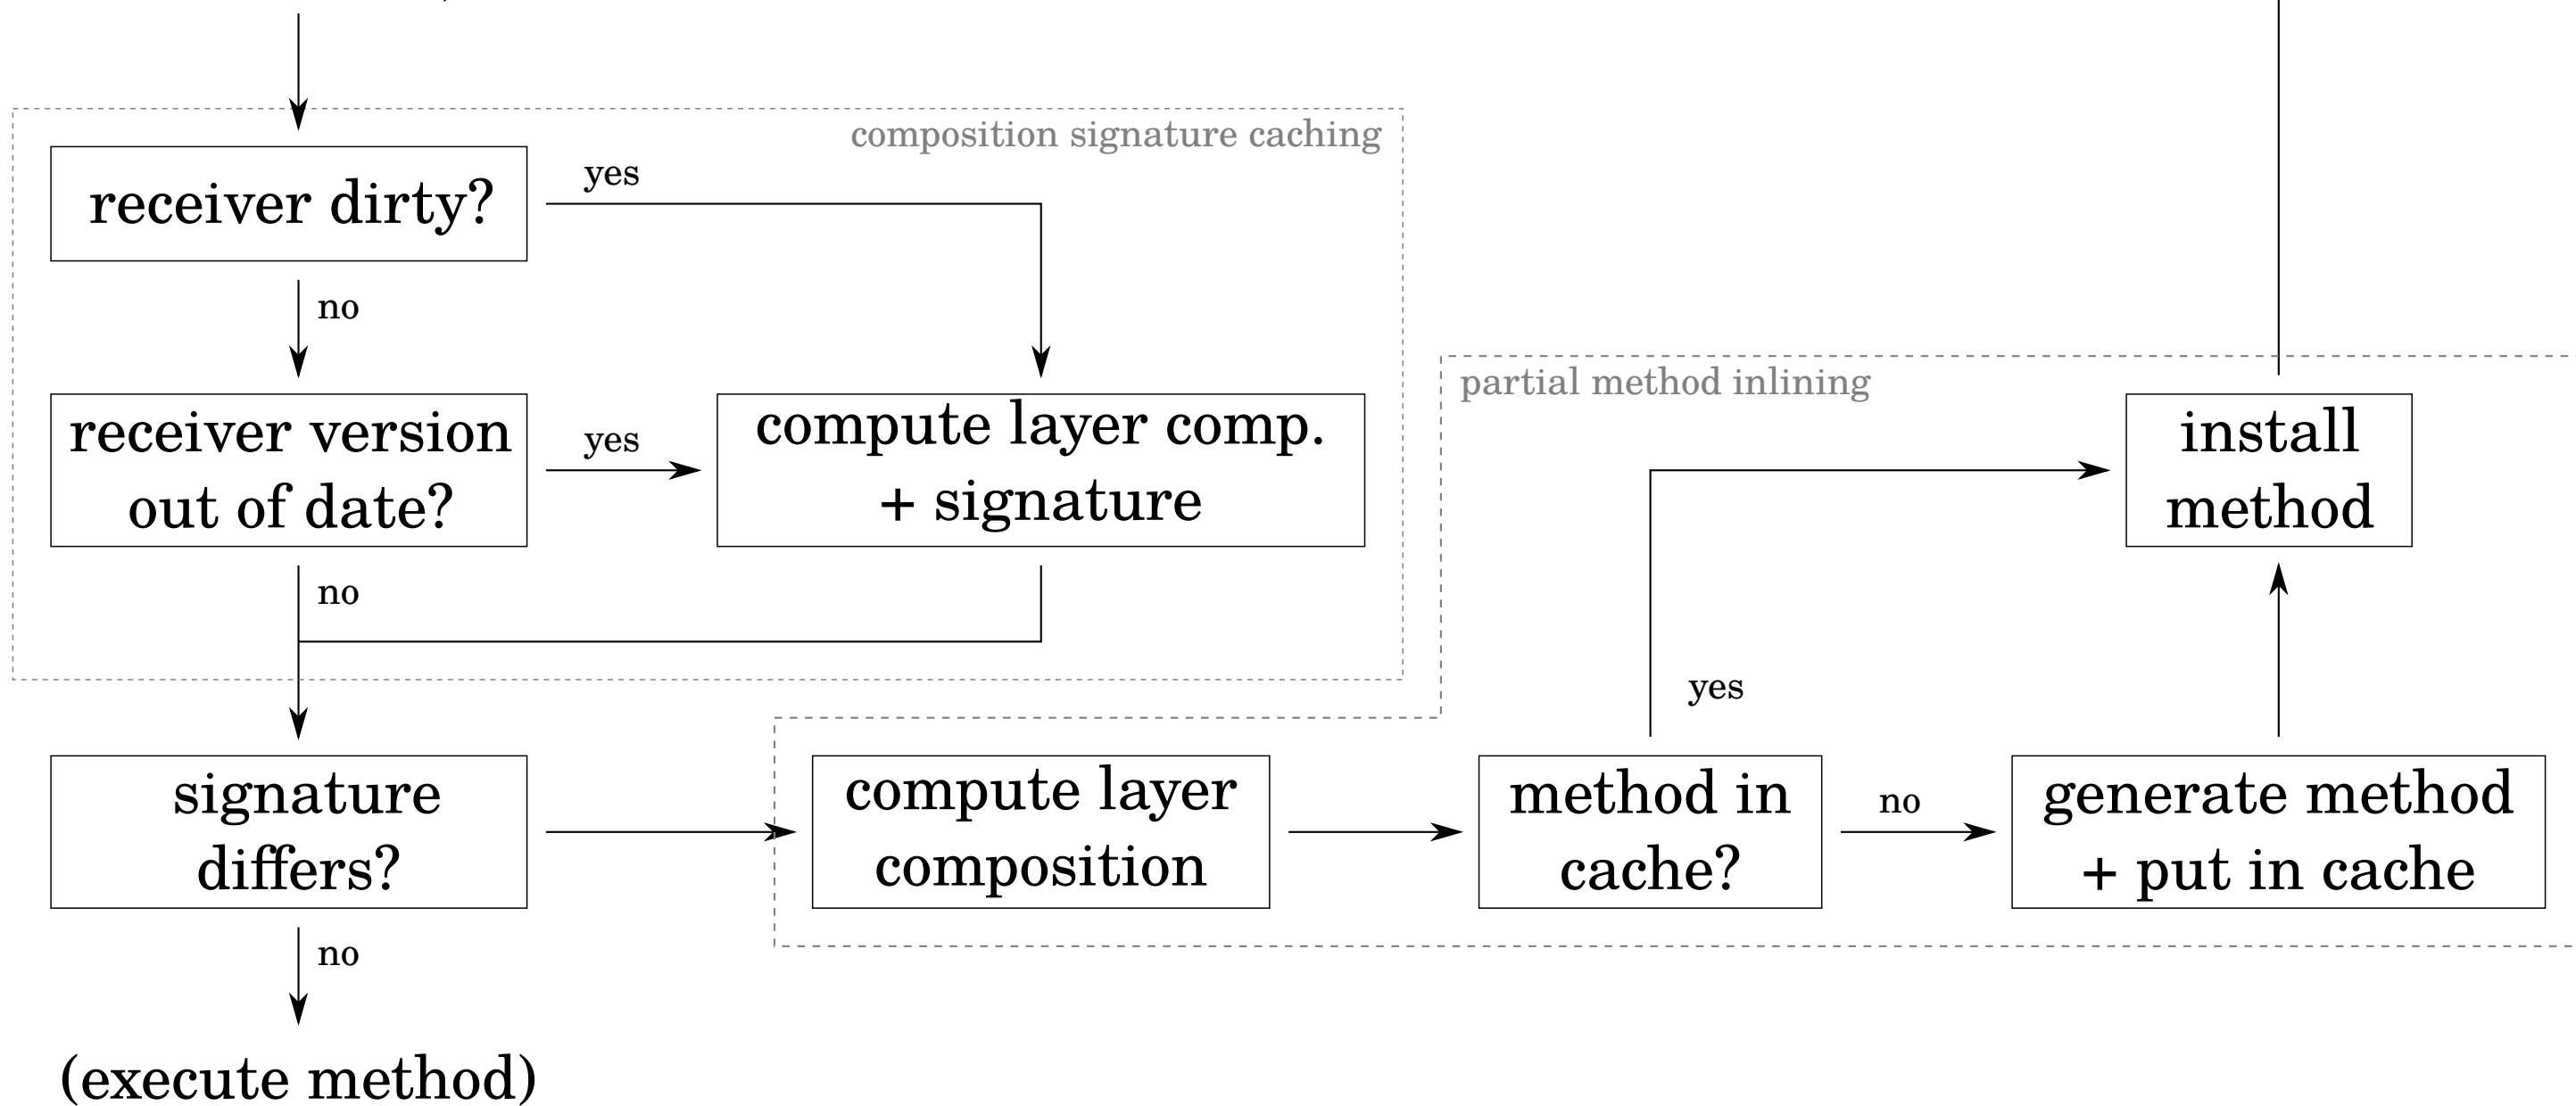 composition signature caching
receiver dirty?
yes
no
receiver version
out of date?
yes
compute layer comp.
+ signature
no
partial method inlining
install
method
yes
signature
differs?
compute layer
composition
method in
cache?
no
generate method
+ put in cache
no
(execute method)